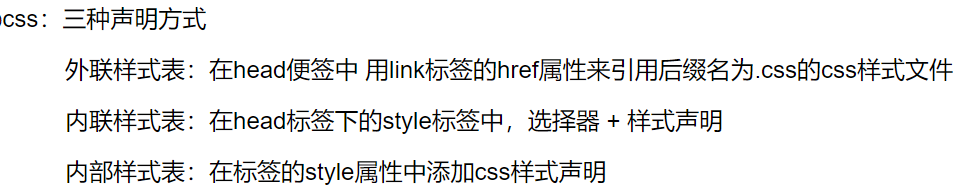 css：三种声明方式
外联样式表：在head便签中 用link标签的href属性来引用后缀名为.css的css样式文件
内联样式表：在head标签下的style标签中，选择器 + 样式声明
内部样式表：在标签的style属性中添加css样式声明